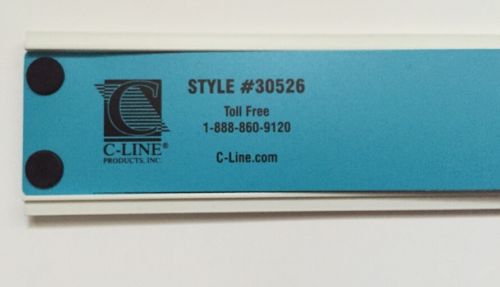 C
C-LINE®
PRODUCTS, INC.
STYLE #30526
Toll Free
1-888-860-9120
C-Line.com